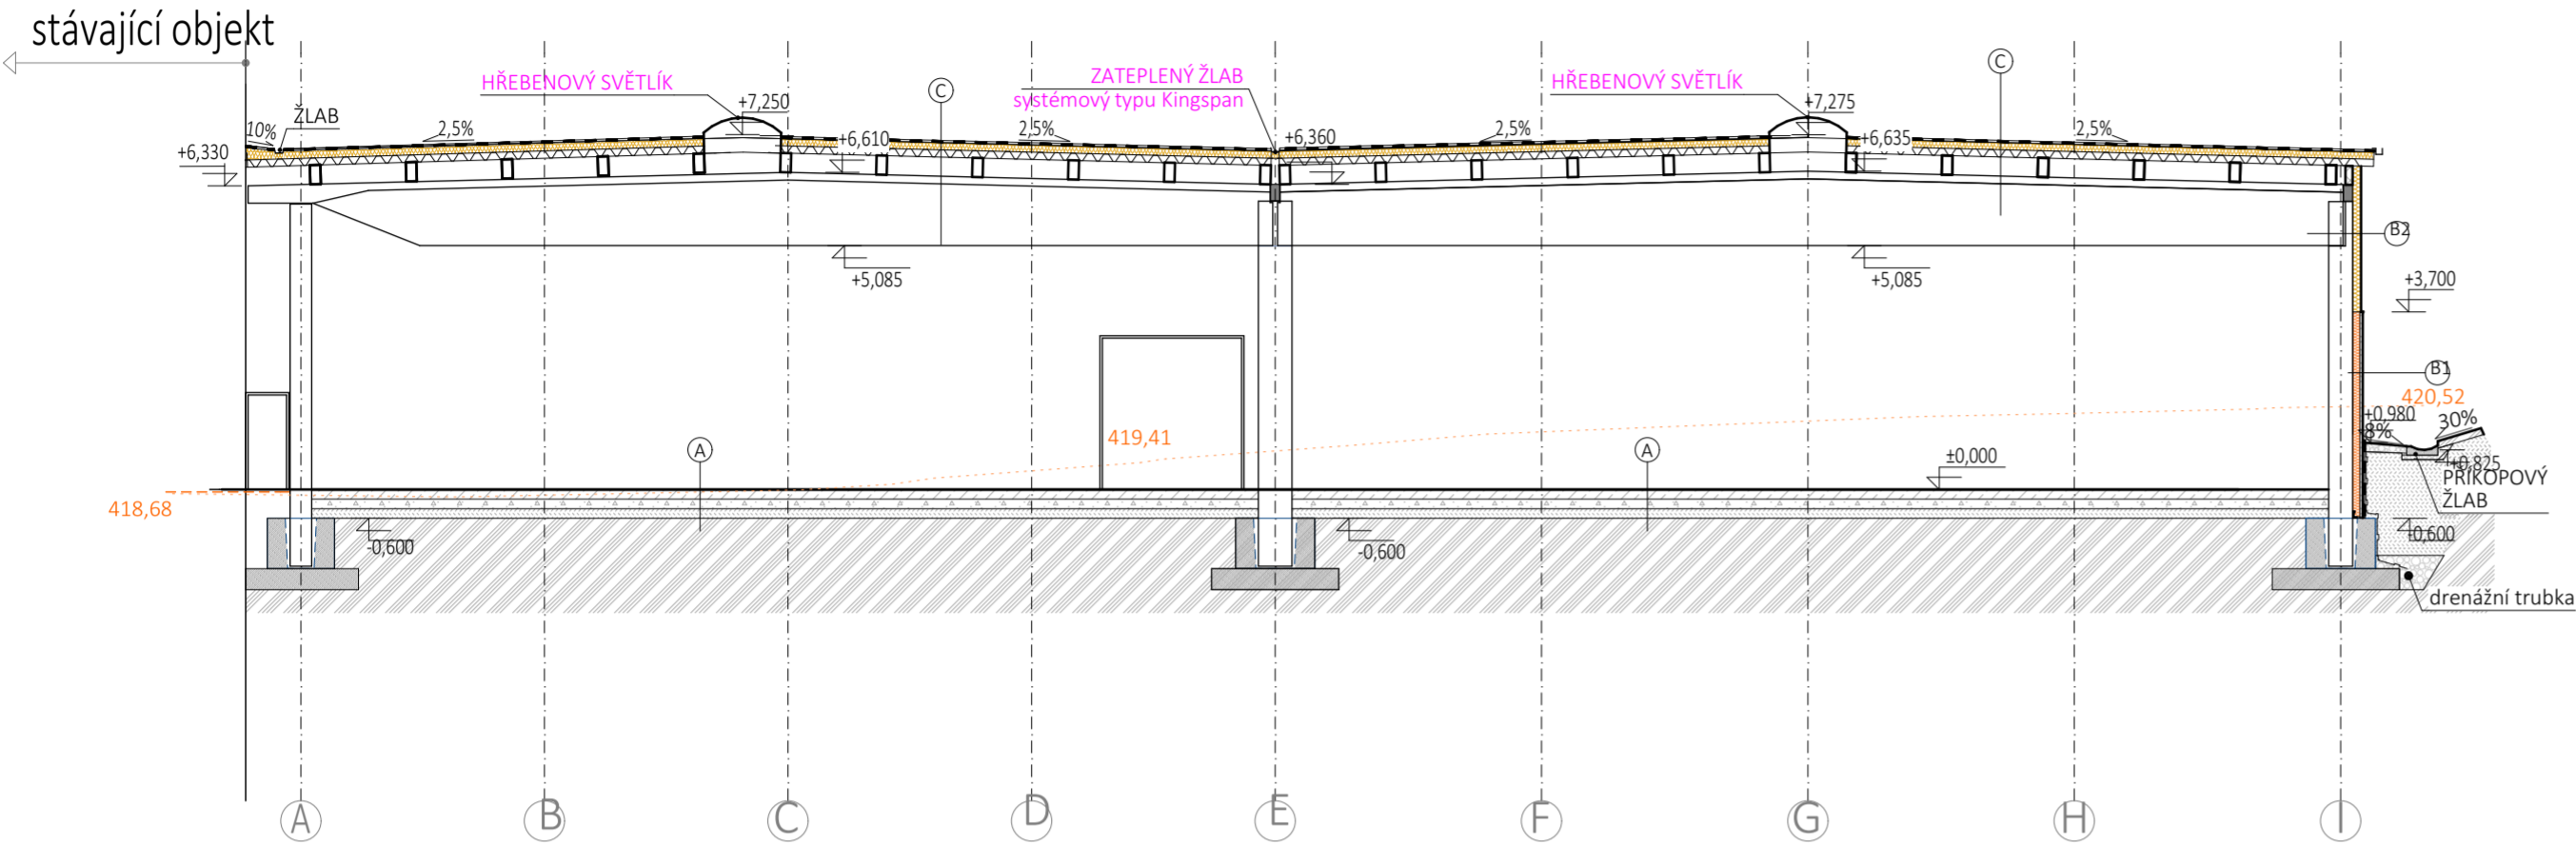 stávající objekt
HŘEBENOVÝ SVĚTLÍK
ZATEPLENÝ ŽLAB
systémový typu Kingspan
HŘEBENOVÝ SVĚTLÍK
C
C
+7,250
+7,275
10%
ŽLAB
2,5%
+6,610
2,5%
+6,360
2,5%
+6,635
2,5%
+6,330
B2
+5,085
+5,085
+3,700
B1
420,52
+0,980
30%
8%
419,41
A
A
±0,000
+0,825
PŘÍKOPOVÝ
ŽLAB
418,68
-0,600
-0,600
-0,600
drenážní trubka
A
B
C
D
E
F
G
H
I